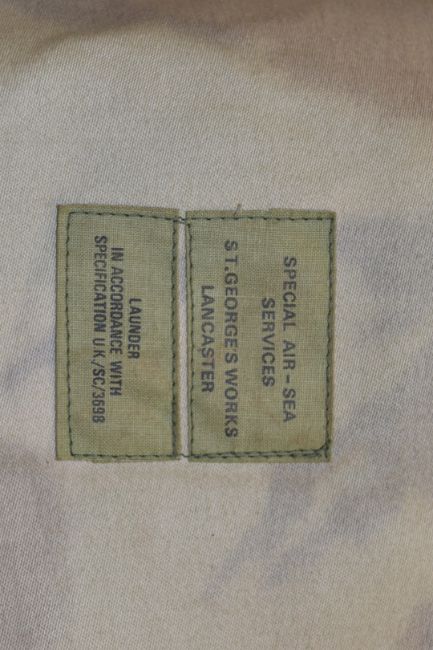 SPECIAL AIR-SEA
SERVICES
ST. GEORGE'S WORKS
LANCASTER
LAUNDER
IN ACCORDANCE WITH
SPECIFICATION U.K./SC/3698